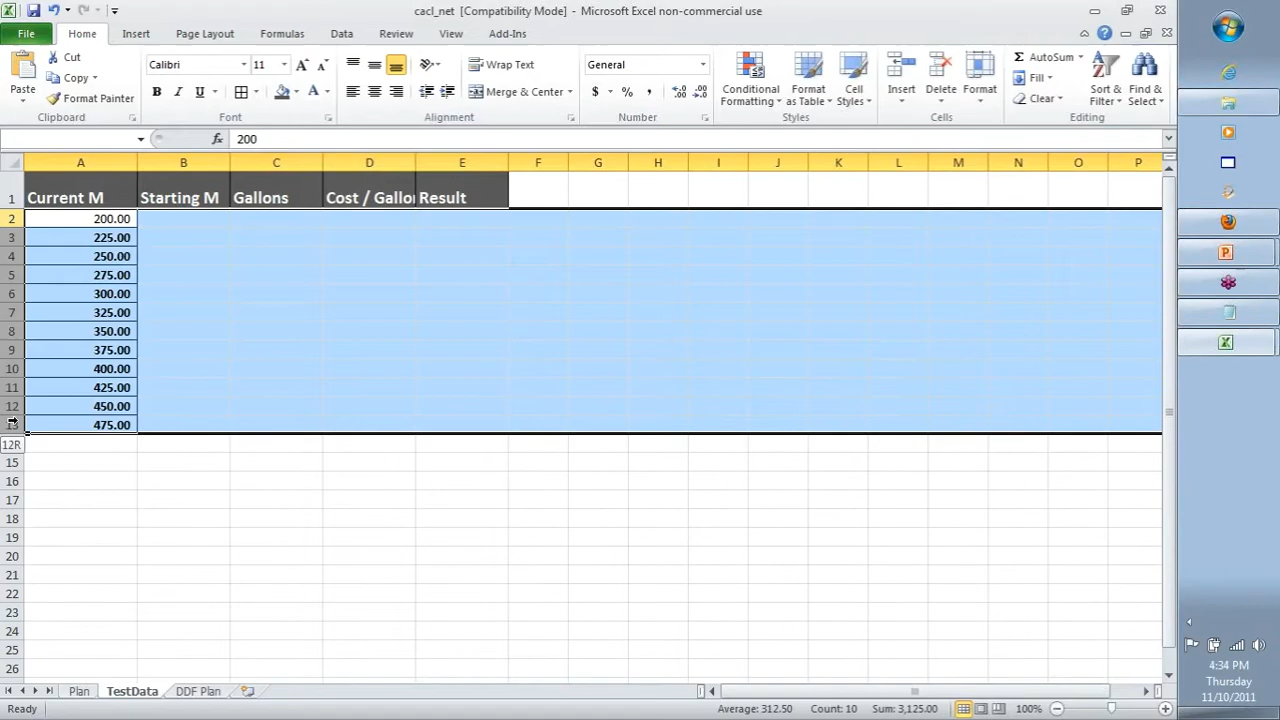 cacl_net [Compatibility Mode] - Microsoft Excel non-commercial use
File Home Insert Page Layout Formulas Data Review View Add-Ins
Paste
Cut
Copy
Format Painter
Clipboard
Calibri 11
B I U
Font
Wrap Text
Merge & Center
Alignment
General
$ % ,
Number
Conditional Formatting
Format as Table
Cell Styles
Styles
Insert Delete Format
Cells
Σ AutoSum
Fill
Clear
Sort & Filter
Find & Select
Editing
fx 200
A B C D E F G H I J K L M N O P
1 Current M Starting M Gallons Cost / Gallo Result
2 200.00
3 225.00
4 250.00
5 275.00
6 300.00
7 325.00
8 350.00
9 375.00
10 400.00
11 425.00
12 450.00
13 475.00
12R
15
16
17
18
19
20
21
22
23
24
25
26
Plan TestData DDF Plan
Ready Average: 312.50 Count: 10 Sum: 3,125.00 100%
4:34 PM
Thursday
11/10/2011